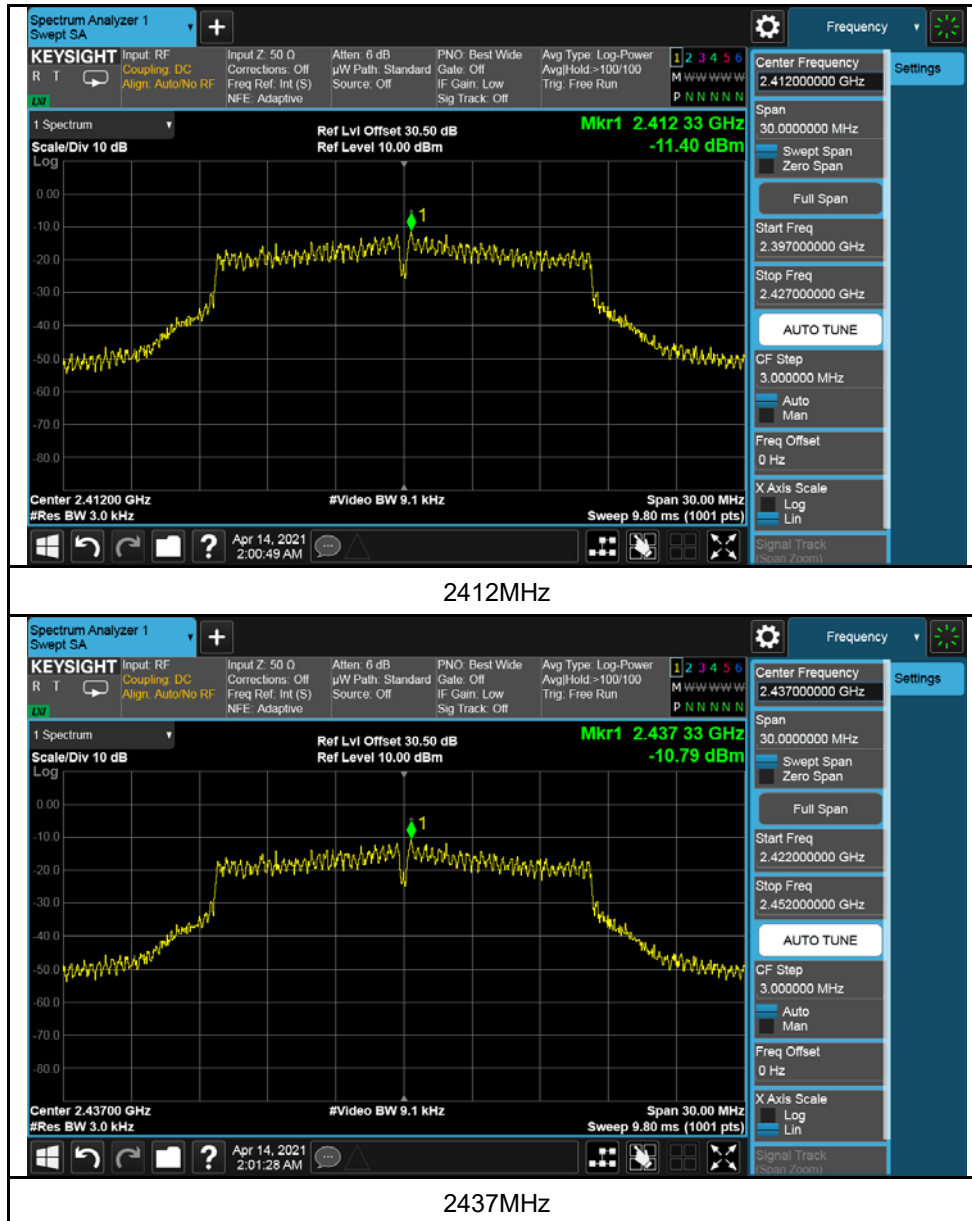 Spectrum Analyzer 1
Swept SA
+
Frequency
KEYSIGHT
R T
LXI
Input: RF
Coupling: DC
Align: Auto/No RF
Input Z: 50 Ω
Corrections: Off
Freq Ref: Int (S)
NFE: Adaptive
Atten: 6 dB
µW Path: Standard
Source: Off
PNO: Best Wide
Gate: Off
IF Gain: Low
Sig Track: Off
Avg Type: Log-Power
Avg|Hold:>100/100
Trig: Free Run
1 2 3 4 5 6
M W W W W W
P N N N N N
1 Spectrum
Scale/Div 10 dB
Log
Ref Lvl Offset 30.50 dB
Ref Level 10.00 dBm
Mkr1 2.412 33 GHz
-11.40 dBm
1
0.00
-10.0
-20.0
-30.0
-40.0
-50.0
-60.0
-70.0
-80.0
Center 2.41200 GHz
#Res BW 3.0 kHz
#Video BW 9.1 kHz
Span 30.00 MHz
Sweep 9.80 ms (1001 pts)
?
Apr 14, 2021
2:00:49 AM
Center Frequency
2.412000000 GHz
Span
30.0000000 MHz
Swept Span
Zero Span
Full Span
Start Freq
2.397000000 GHz
Stop Freq
2.427000000 GHz
AUTO TUNE
CF Step
3.000000 MHz
Auto
Man
Freq Offset
0 Hz
X Axis Scale
Log
Lin
Signal Track
(Span Zoom)
Settings
2412MHz
Spectrum Analyzer 1
Swept SA
+
Frequency
KEYSIGHT
R T
LXI
Input: RF
Coupling: DC
Align: Auto/No RF
Input Z: 50 Ω
Corrections: Off
Freq Ref: Int (S)
NFE: Adaptive
Atten: 6 dB
µW Path: Standard
Source: Off
PNO: Best Wide
Gate: Off
IF Gain: Low
Sig Track: Off
Avg Type: Log-Power
Avg|Hold:>100/100
Trig: Free Run
1 2 3 4 5 6
M W W W W W
P N N N N N
1 Spectrum
Scale/Div 10 dB
Log
Ref Lvl Offset 30.50 dB
Ref Level 10.00 dBm
Mkr1 2.437 33 GHz
-10.79 dBm
1
0.00
-10.0
-20.0
-30.0
-40.0
-50.0
-60.0
-70.0
-80.0
Center 2.43700 GHz
#Res BW 3.0 kHz
#Video BW 9.1 kHz
Span 30.00 MHz
Sweep 9.80 ms (1001 pts)
?
Apr 14, 2021
2:01:28 AM
Center Frequency
2.437000000 GHz
Span
30.0000000 MHz
Swept Span
Zero Span
Full Span
Start Freq
2.422000000 GHz
Stop Freq
2.452000000 GHz
AUTO TUNE
CF Step
3.000000 MHz
Auto
Man
Freq Offset
0 Hz
X Axis Scale
Log
Lin
Signal Track
(Span Zoom)
Settings
2437MHz